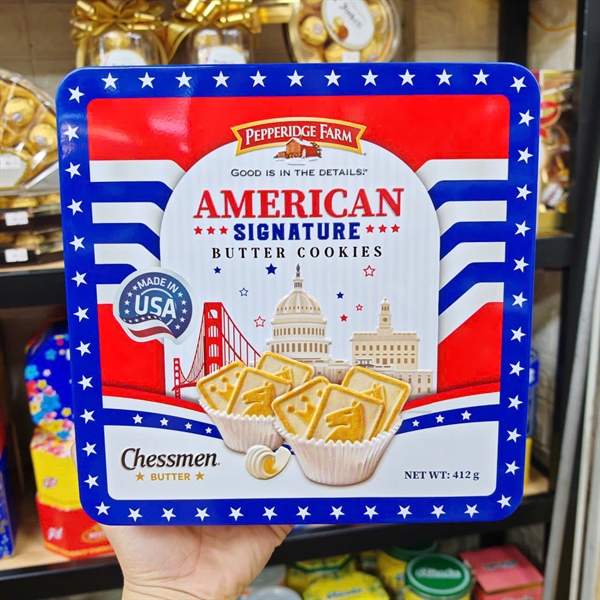 PEPPERIDGE FARM
GOOD IS IN THE DETAILS.™
AMERICAN
SIGNATURE
BUTTER COOKIES
MADE IN
USA
Chessmen
BUTTER
NET WT: 412 g